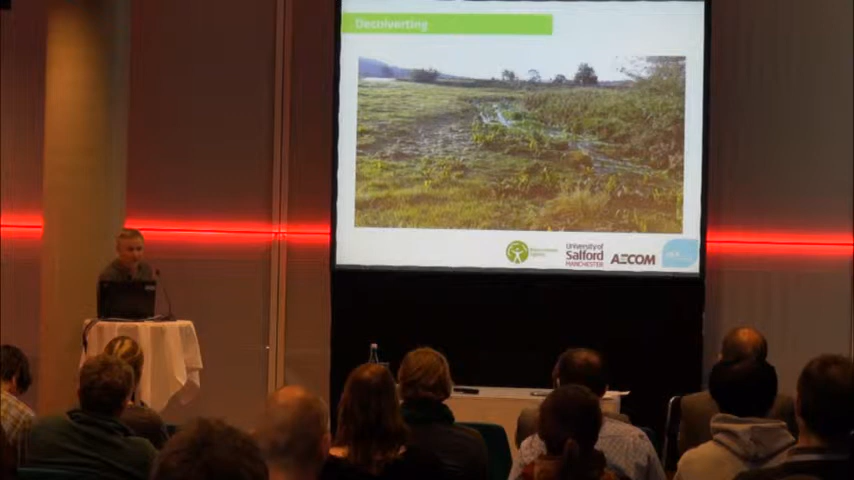 Deculverting
University of
Salford
MANCHESTER
AECOM